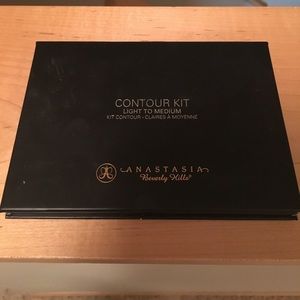 CONTOUR KIT
LIGHT TO MEDIUM
KIT CONTOUR - CLAIRES À MOYENNE
ANASTASIA
Beverly Hills®